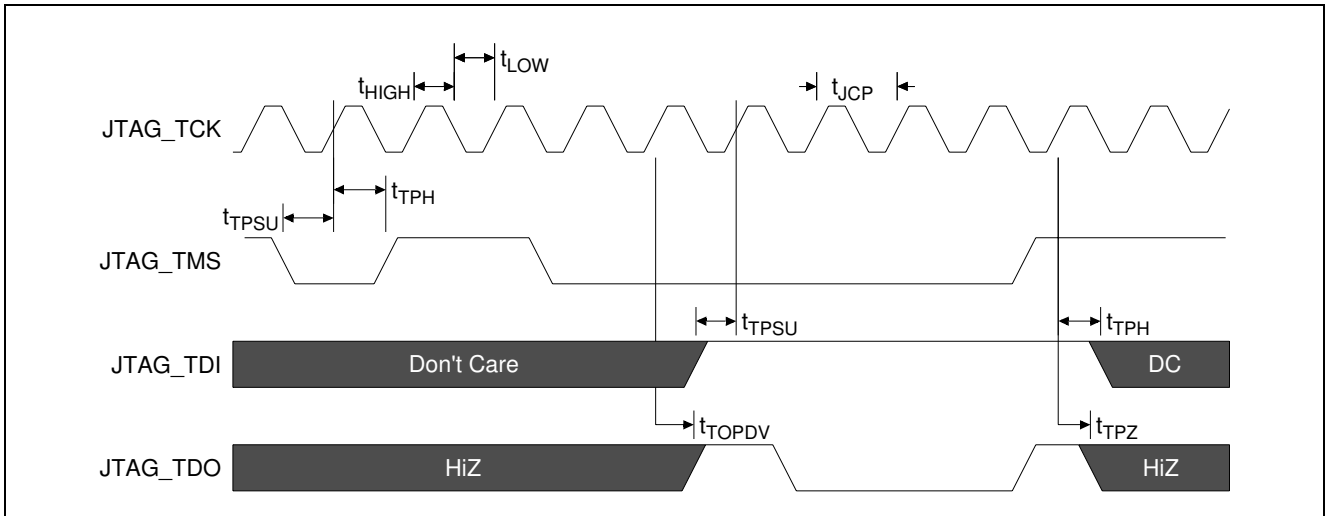 tLOW
tHIGH
tJCP
JTAG_TCK
tTPH
tTPSU
JTAG_TMS
tTPSU
tTPH
JTAG_TDI
Don't Care
DC
tTOPDV
tTPZ
JTAG_TDO
HiZ
HiZ